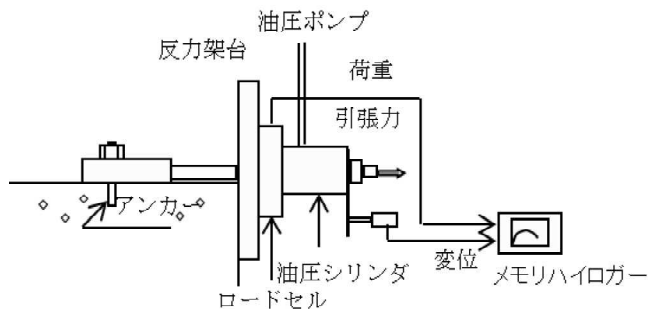 油圧ポンプ
反力架台
荷重
引張力
アンカー
油圧シリンダ
変位
メモリハイロガー
ロードセル